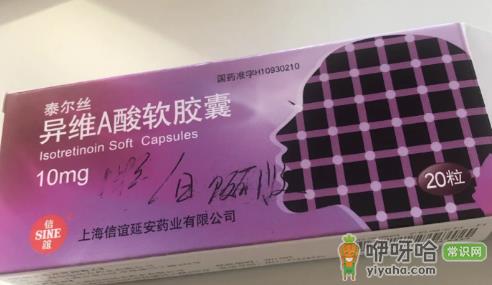 国药准字H10930210
泰尔丝
异维A酸软胶囊
Isotretinoin Soft Capsules
10mg
20粒
信
SINE
谊
上海信谊延安药业有限公司
咿呀哈 常识网
yiyaha.com